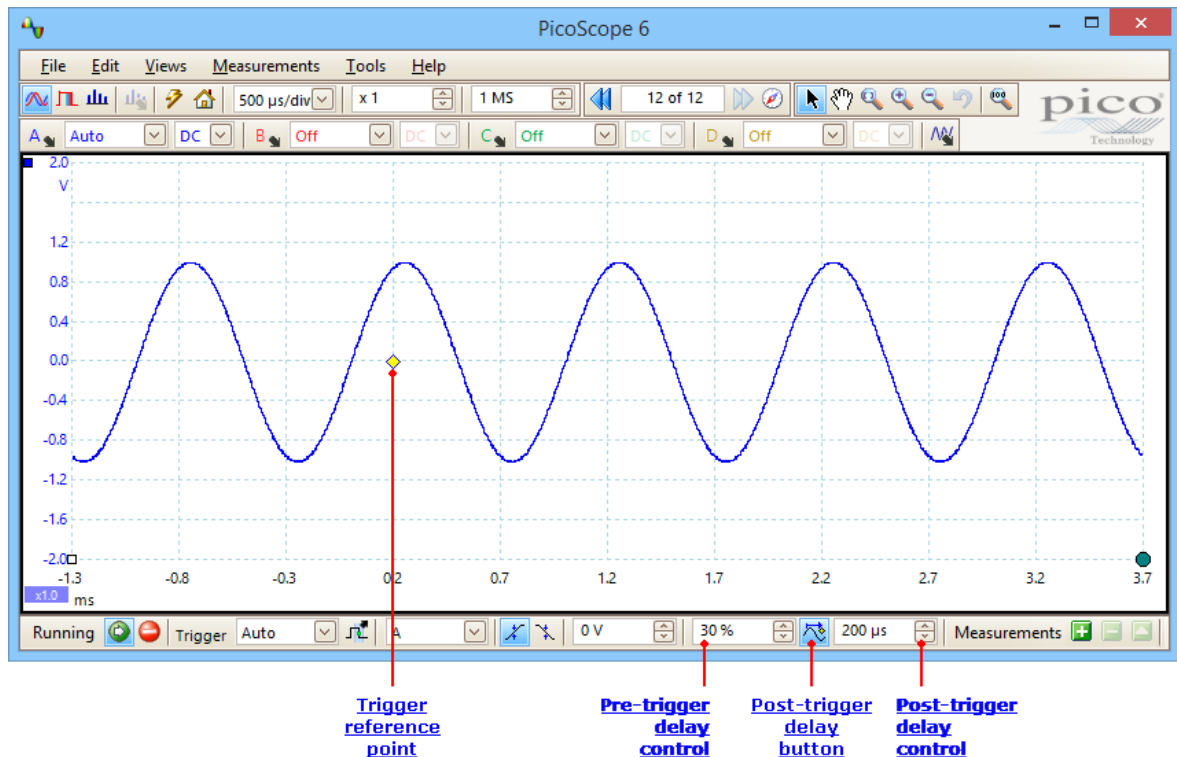 PicoScope 6
File Edit Views Measurements Tools Help
500 µs/div x 1 1 MS 12 of 12 100 pico
Technology
A Auto DC B Off DC C Off DC D Off DC
2.0
V
1.2
0.8
0.4
0.0
-0.4
-0.8
-1.2
-1.6
-2.0
-1.3 -0.8 -0.3 0.2 0.7 1.2 1.7 2.2 2.7 3.2 3.7
x1.0 ms
Running Trigger Auto A 0 V 30 % 200 µs Measurements
Trigger reference point
Pre-trigger delay control
Post-trigger delay button
Post-trigger delay control